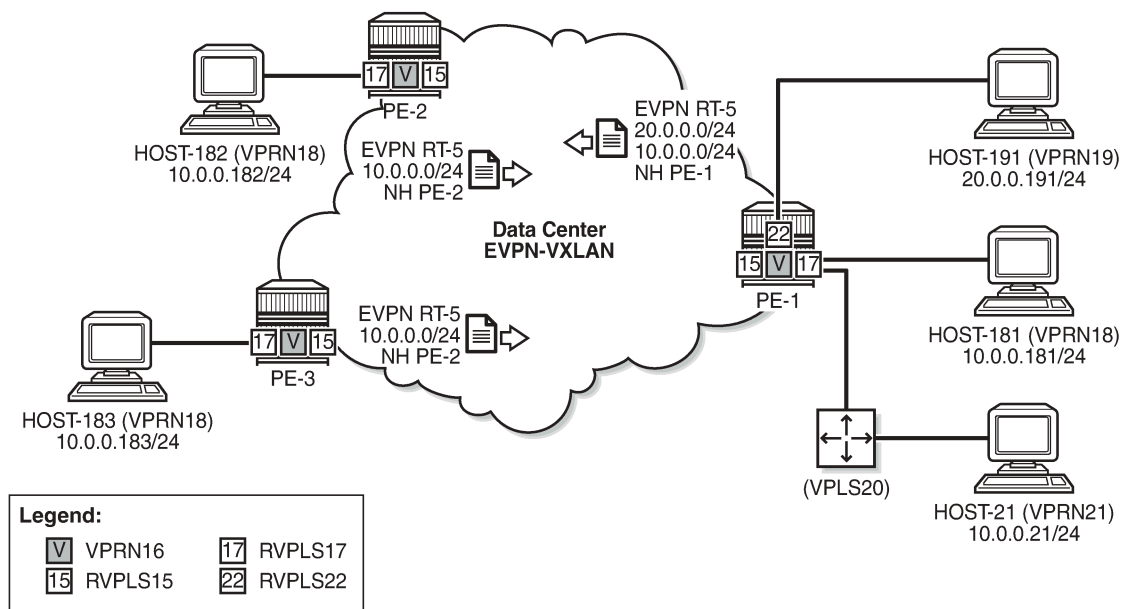 17 V 15
PE-2
HOST-182 (VPRN18)
10.0.0.182/24
EVPN RT-5
10.0.0.0/24
NH PE-2
EVPN RT-5
20.0.0.0/24
10.0.0.0/24
NH PE-1
HOST-191 (VPRN19)
20.0.0.191/24
Data Center
EVPN-VXLAN
22
15 V 17
PE-1
HOST-181 (VPRN18)
10.0.0.181/24
EVPN RT-5
10.0.0.0/24
NH PE-2
17 V 15
PE-3
HOST-183 (VPRN18)
10.0.0.183/24
(VPLS20)
HOST-21 (VPRN21)
10.0.0.21/24
Legend:
V VPRN16
17 RVPLS17
15 RVPLS15
22 RVPLS22